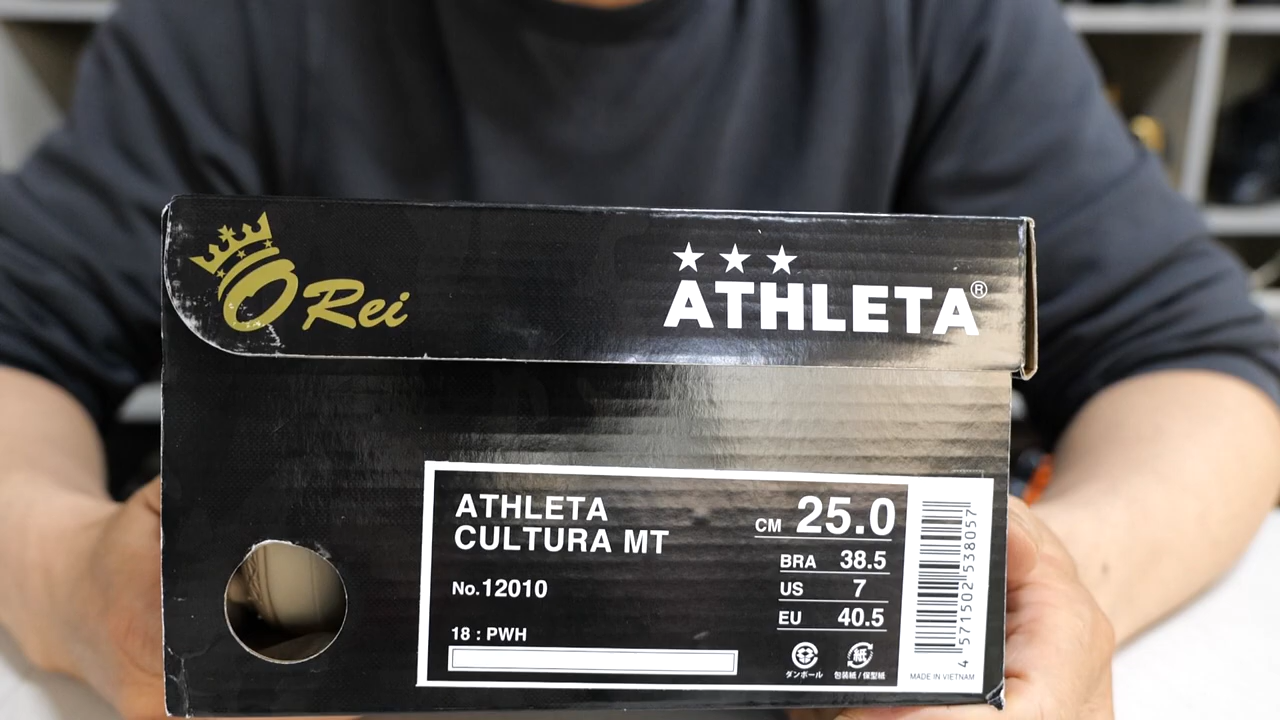 O Rei
ATHLETA®
ATHLETA
CULTURA MT
No.12010
18 : PWH
CM 25.0
BRA 38.5
US 7
EU 40.5
紙
ダンボール
包装紙 / 保型紙
4 571502 538057
MADE IN VIETNAM